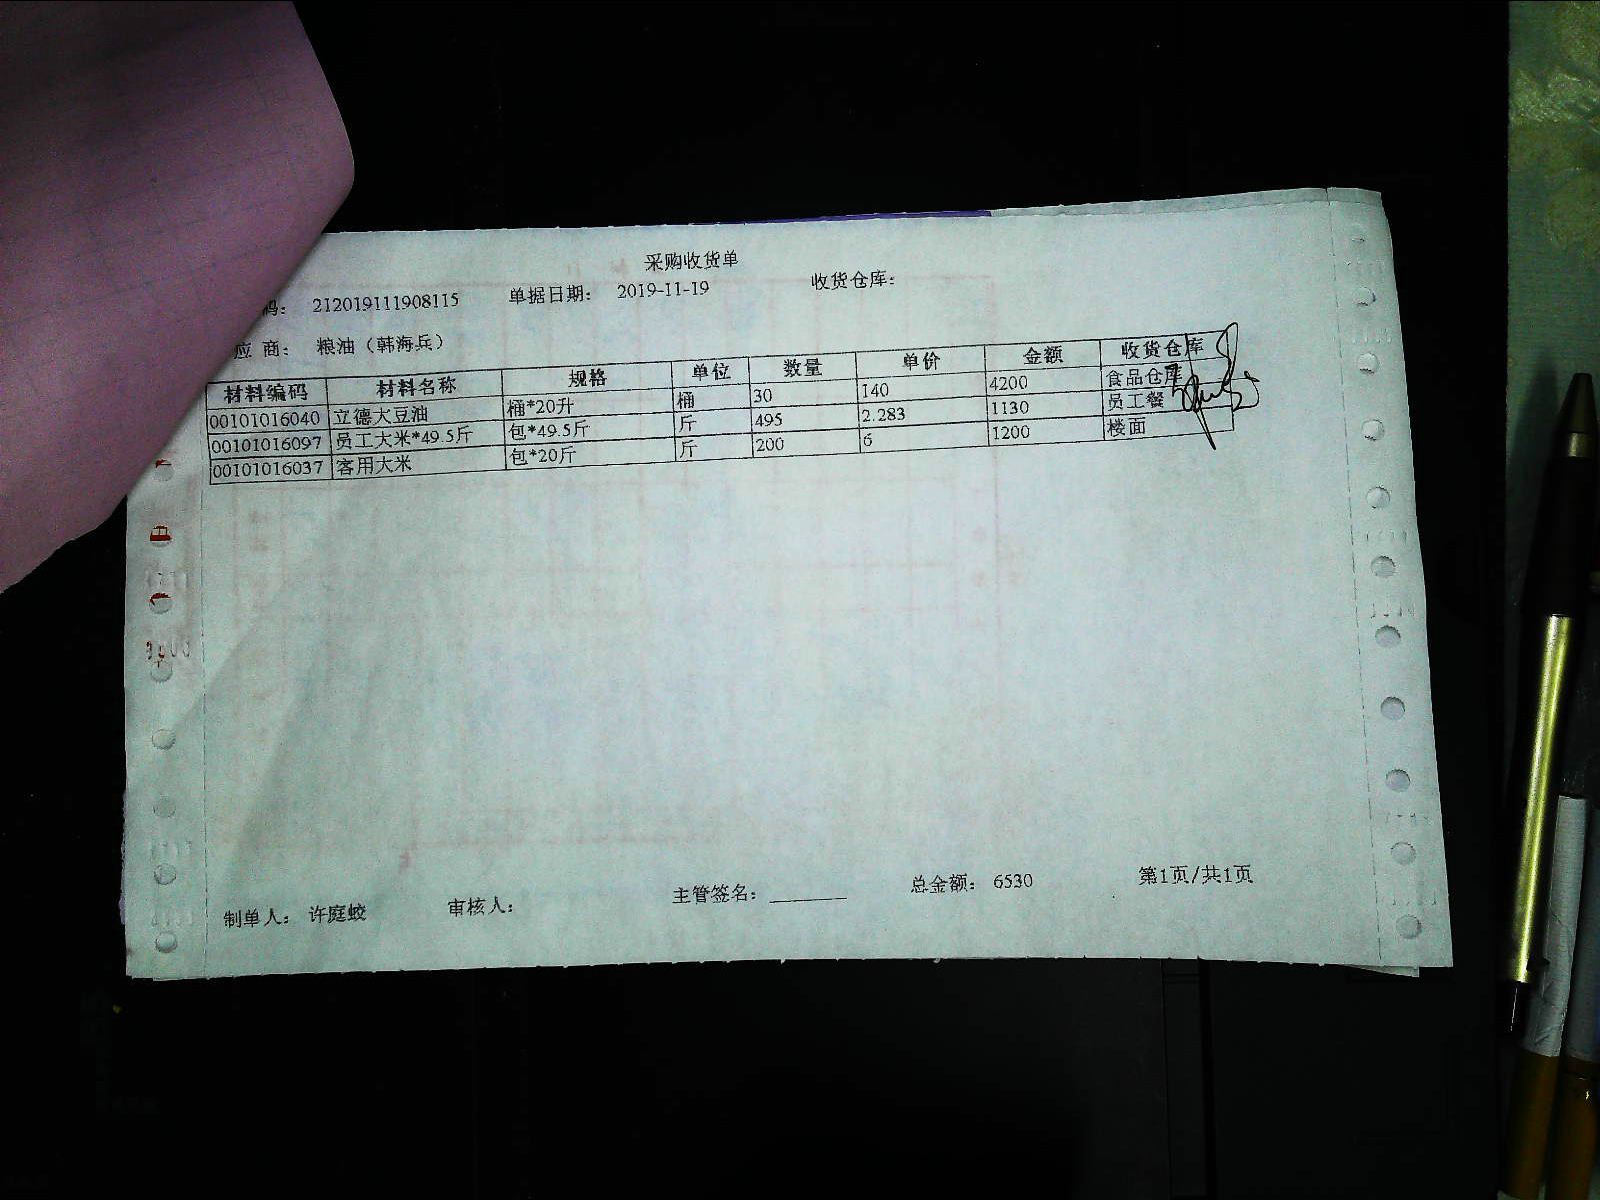 采购收货单
码： 212019111908115 单据日期： 2019-11-19 收货仓库：
应 商： 粮油（韩海兵）
材料编码 材料名称 规格 单位 数量 单价 金额 收货仓库
00101016040 立德大豆油 桶*20升 桶 30 140 4200 食品仓库
00101016097 员工大米*49.5斤 包*49.5斤 斤 495 2.283 1130 员工餐
00101016037 客用大米 包*20斤 斤 200 6 1200 楼面
制单人： 许庭蛟 审核人： 主管签名：_______ 总金额： 6530 第1页/共1页